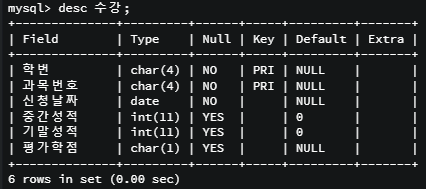 mysql> desc 수강;
+----------+---------+------+-----+---------+-------+
| Field    | Type    | Null | Key | Default | Extra |
+----------+---------+------+-----+---------+-------+
| 학번     | char(4) | NO   | PRI | NULL    |       |
| 과목번호 | char(4) | NO   | PRI | NULL    |       |
| 신청날짜 | date    | NO   |     | NULL    |       |
| 중간성적 | int(11) | YES  |     | 0       |       |
| 기말성적 | int(11) | YES  |     | 0       |       |
| 평가학점 | char(1) | YES  |     | NULL    |       |
+----------+---------+------+-----+---------+-------+
6 rows in set (0.00 sec)